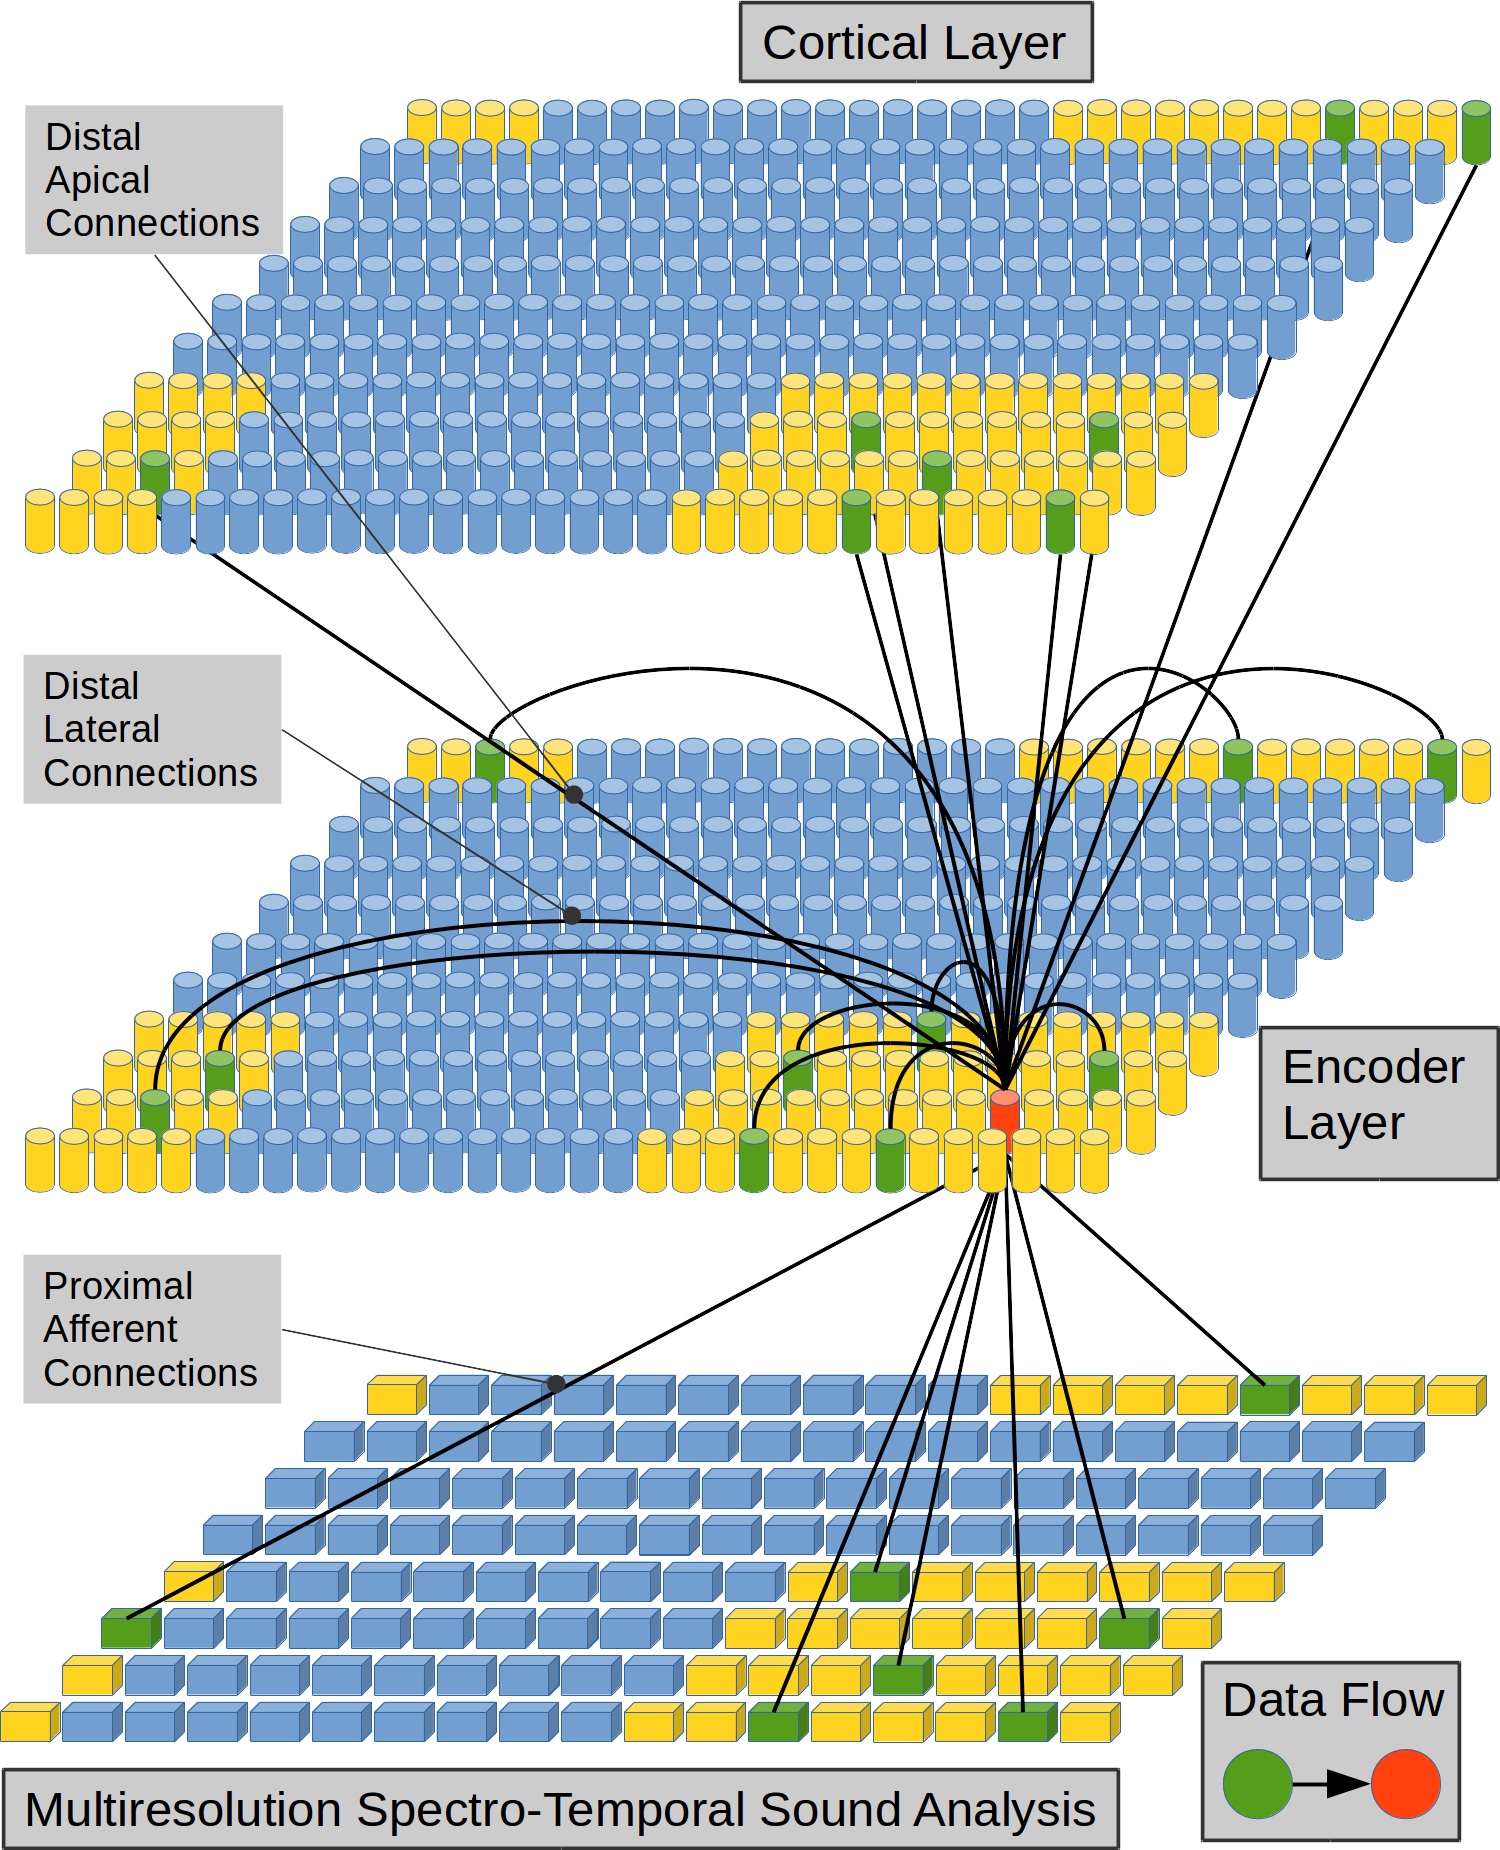 Cortical Layer
Distal
Apical
Connections
Distal
Lateral
Connections
Encoder
Layer
Proximal
Afferent
Connections
Data Flow
Multiresolution Spectro-Temporal Sound Analysis